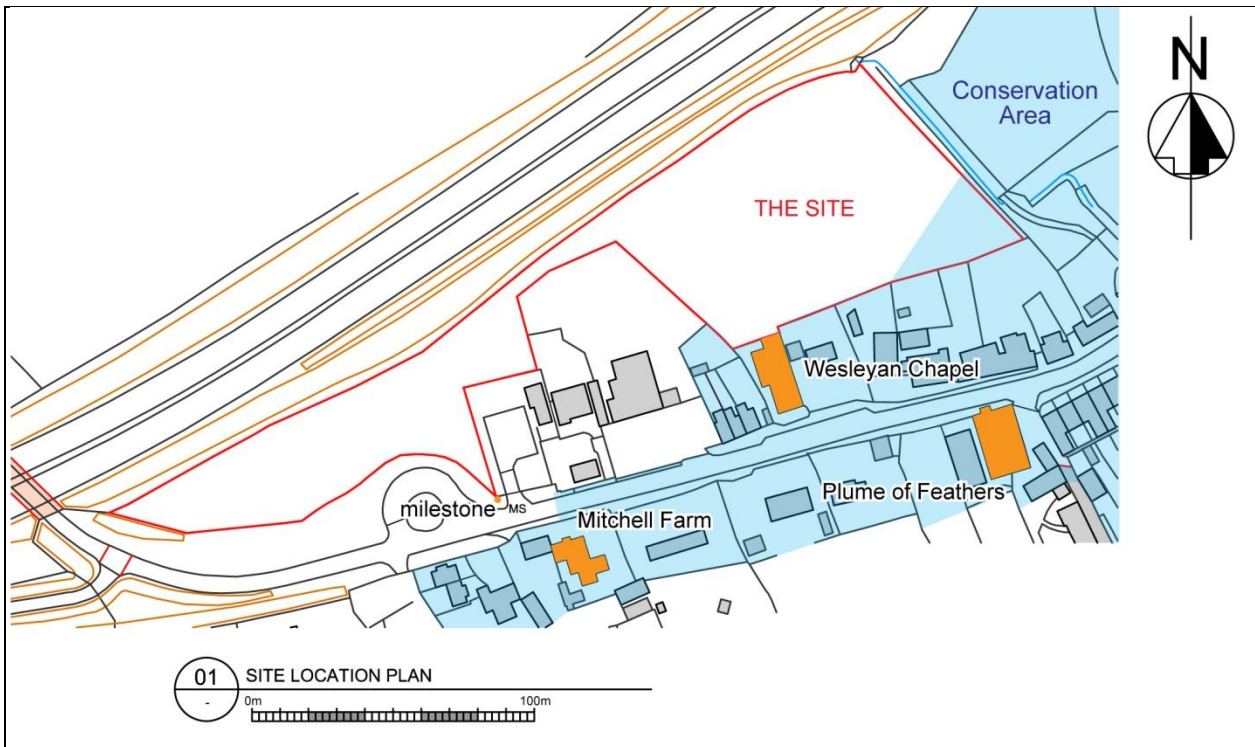 N
Conservation
Area
THE SITE
Wesleyan Chapel
Plume of Feathers
milestone MS
Mitchell Farm
01
-
SITE LOCATION PLAN
0m 100m